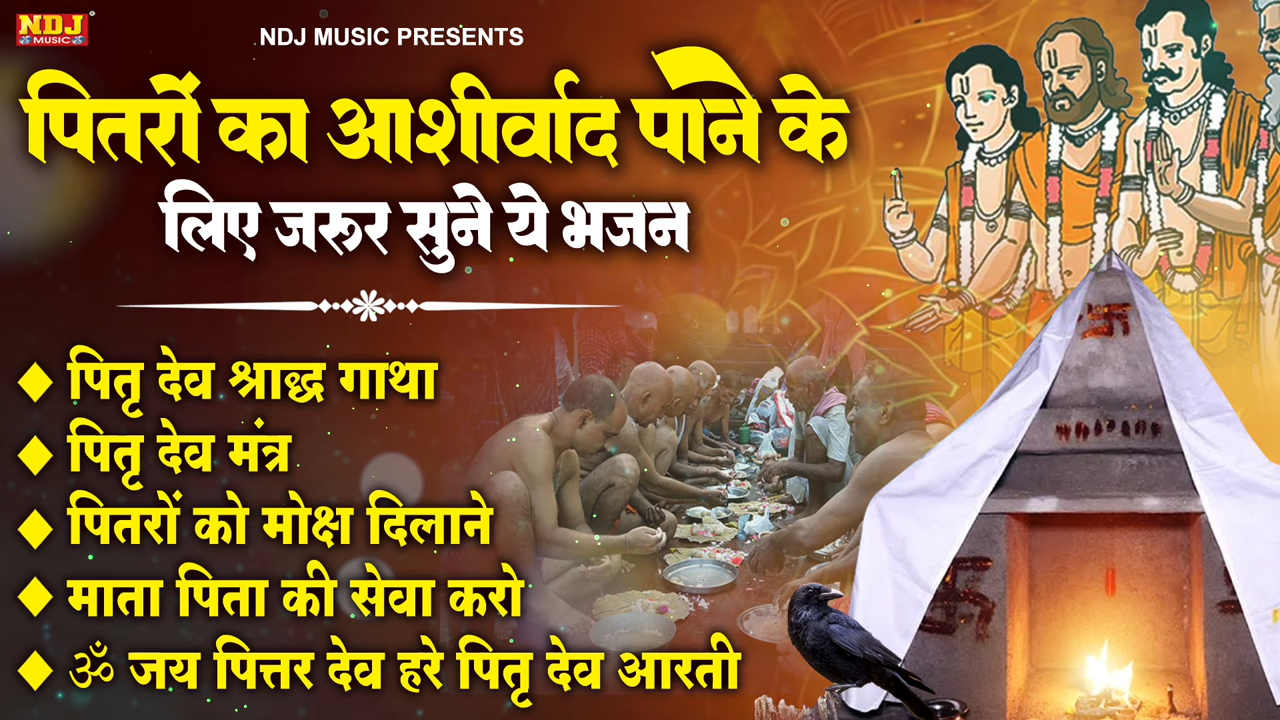 NDJ
MUSIC
NDJ MUSIC PRESENTS
पितरों का आशीर्वाद पाने के
लिए जरूर सुने ये भजन
पितृ देव श्राद्ध गाथा
पितृ देव मंत्र
पितरों को मोक्ष दिलाने
माता पिता की सेवा करो
ॐ जय पित्तर देव हरे पितृ देव आरती